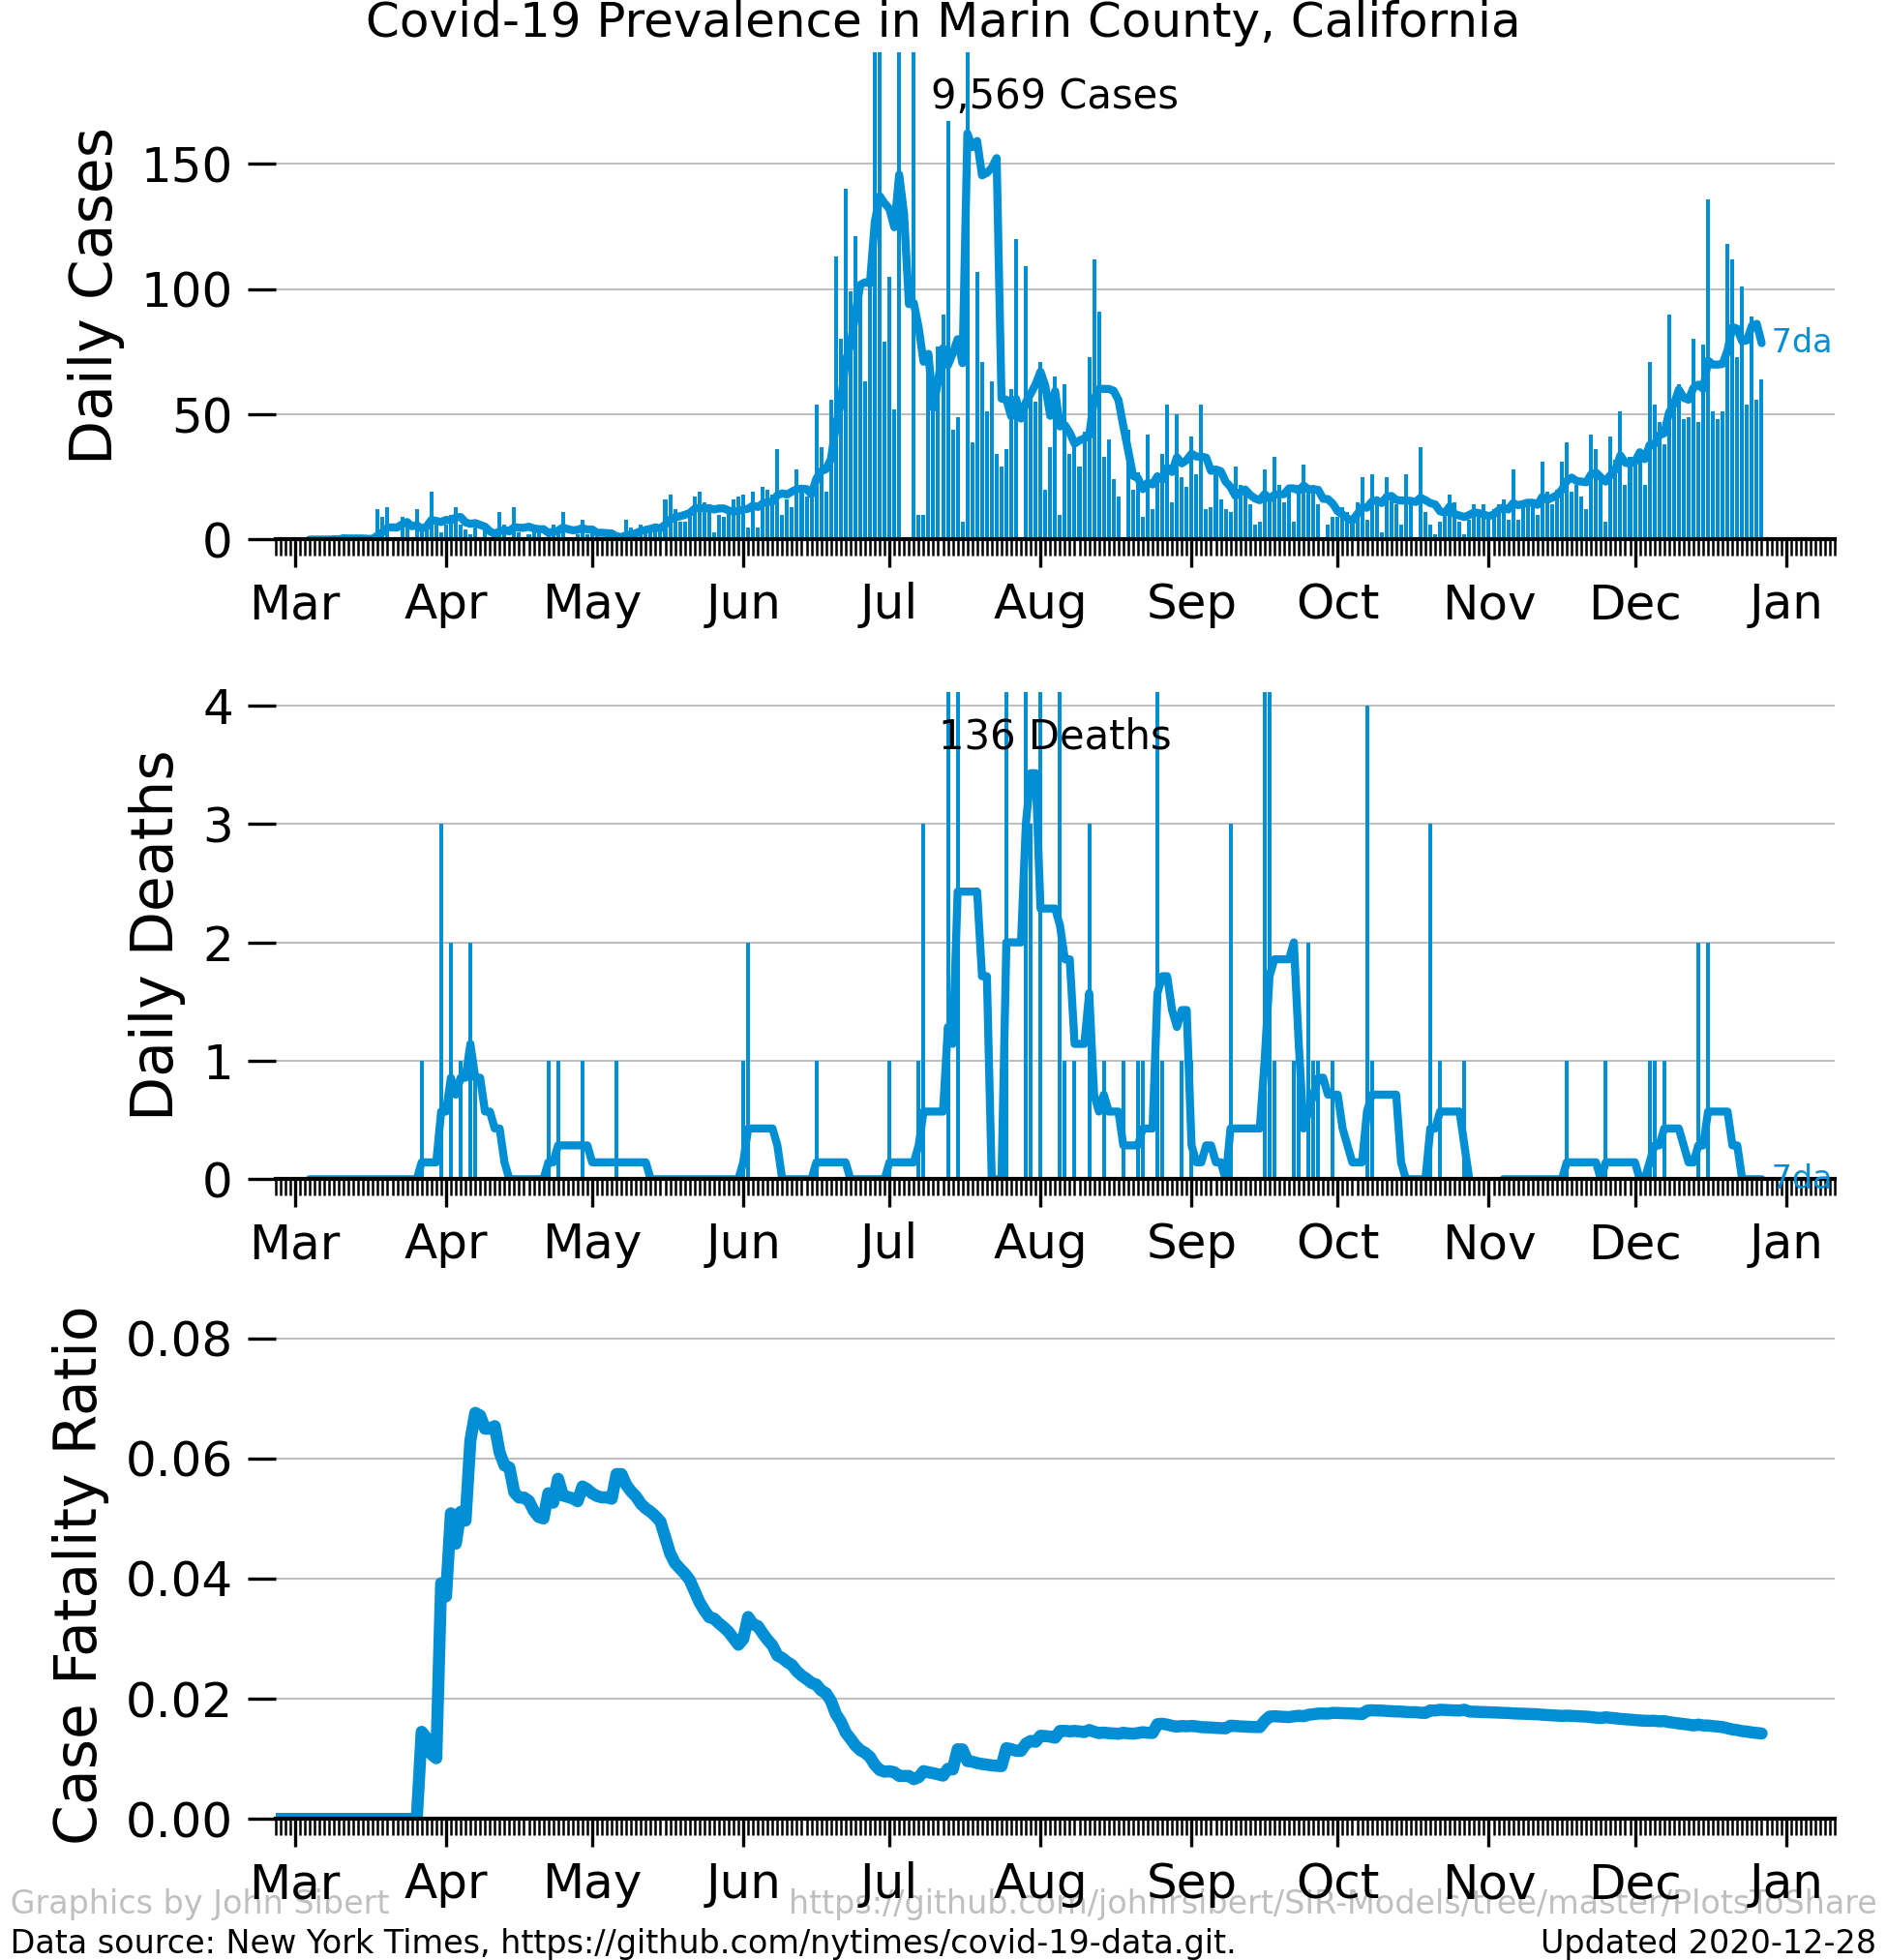 Covid-19 Prevalence in Marin County, California
9,569 Cases
Daily Cases
150
100
50
0
7da
Mar Apr May Jun Jul Aug Sep Oct Nov Dec Jan
136 Deaths
Daily Deaths
4
3
2
1
0
7da
Mar Apr May Jun Jul Aug Sep Oct Nov Dec Jan
Case Fatality Ratio
0.08
0.06
0.04
0.02
0.00
Mar Apr May Jun Jul Aug Sep Oct Nov Dec Jan
Graphics by John Sibert https://github.com/johnrsibert/SIR-Models/tree/master/PlotsToShare
Data source: New York Times, https://github.com/nytimes/covid-19-data.git. Updated 2020-12-28